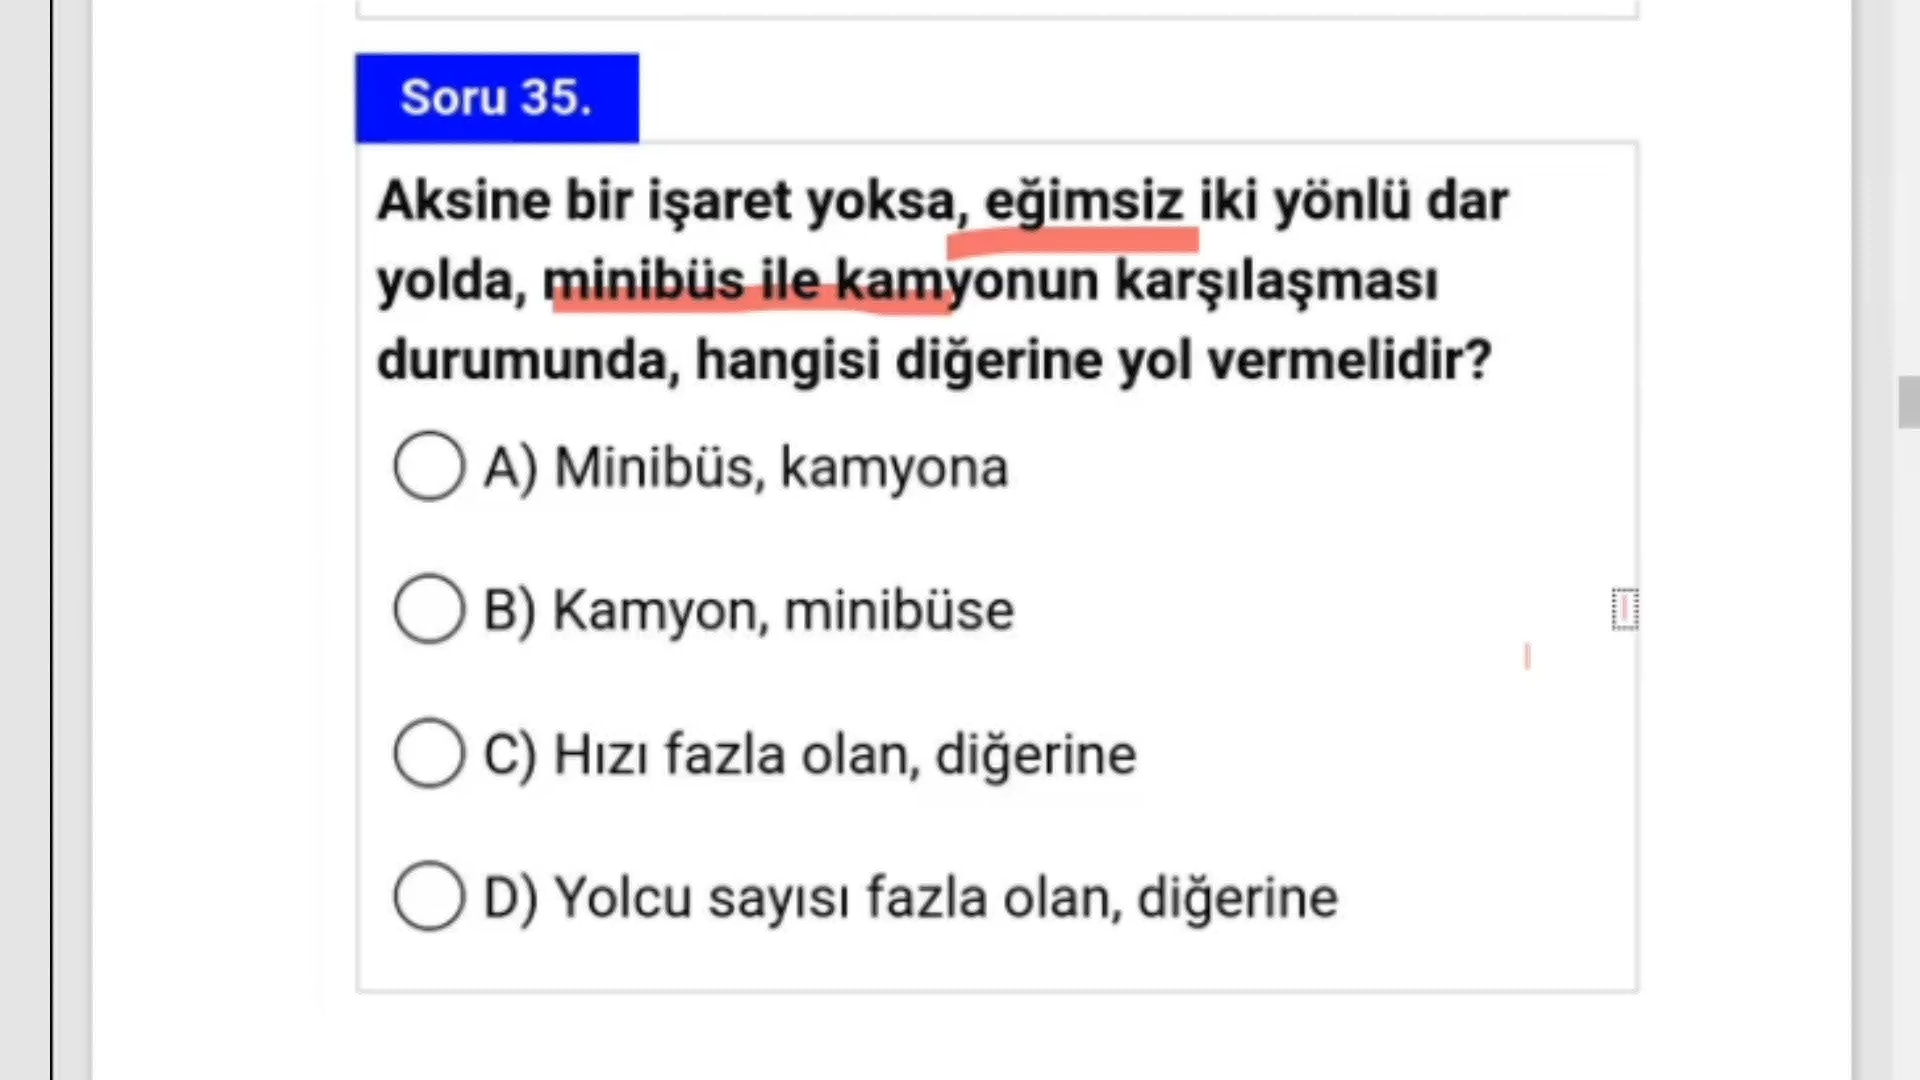 Soru 35.
Aksine bir işaret yoksa, eğimsiz iki yönlü dar
yolda, minibüs ile kamyonun karşılaşması
durumunda, hangisi diğerine yol vermelidir?
A) Minibüs, kamyona
B) Kamyon, minibüse
C) Hızı fazla olan, diğerine
D) Yolcu sayısı fazla olan, diğerine